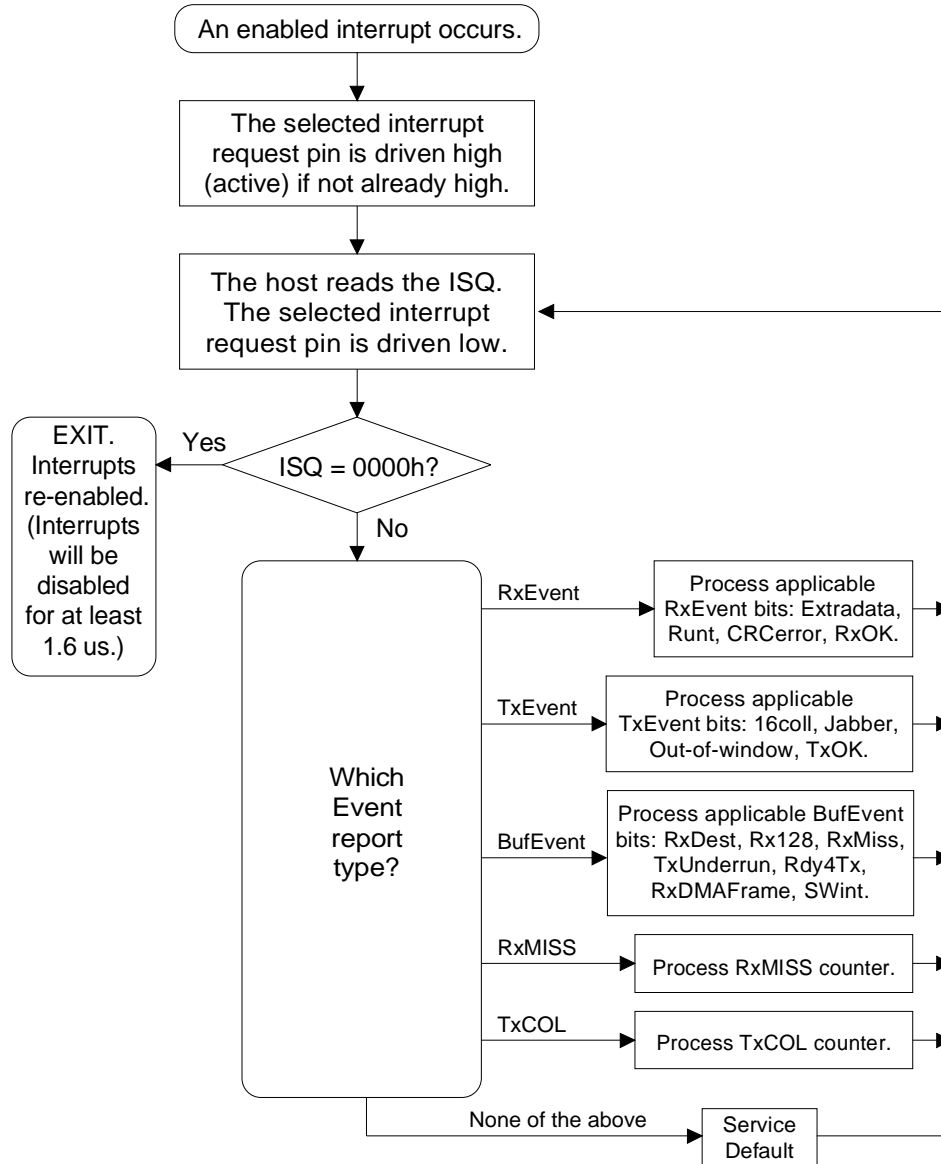 An enabled interrupt occurs.
The selected interrupt
request pin is driven high
(active) if not already high.
The host reads the ISQ.
The selected interrupt
request pin is driven low.
ISQ = 0000h?
Yes
EXIT.
Interrupts
re-enabled.
(Interrupts
will be
disabled
for at least
1.6 us.)
No
Which
Event
report
type?
RxEvent
Process applicable
RxEvent bits: Extradata,
Runt, CRCerror, RxOK.
TxEvent
Process applicable
TxEvent bits: 16coll, Jabber,
Out-of-window, TxOK.
BufEvent
Process applicable BufEvent
bits: RxDest, Rx128, RxMiss,
TxUnderrun, Rdy4Tx,
RxDMAFrame, SWint.
RxMISS
Process RxMISS counter.
TxCOL
Process TxCOL counter.
None of the above
Service
Default